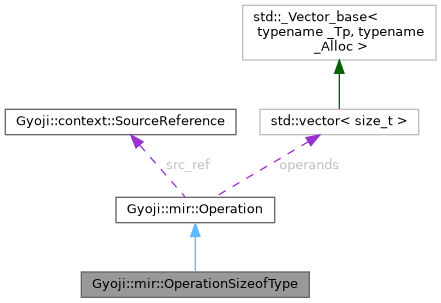 std::_Vector_base<
typename _Tp, typename
_Alloc >
Gyoji::context::SourceReference
std::vector< size_t >
src_ref
operands
Gyoji::mir::Operation
Gyoji::mir::OperationSizeofType